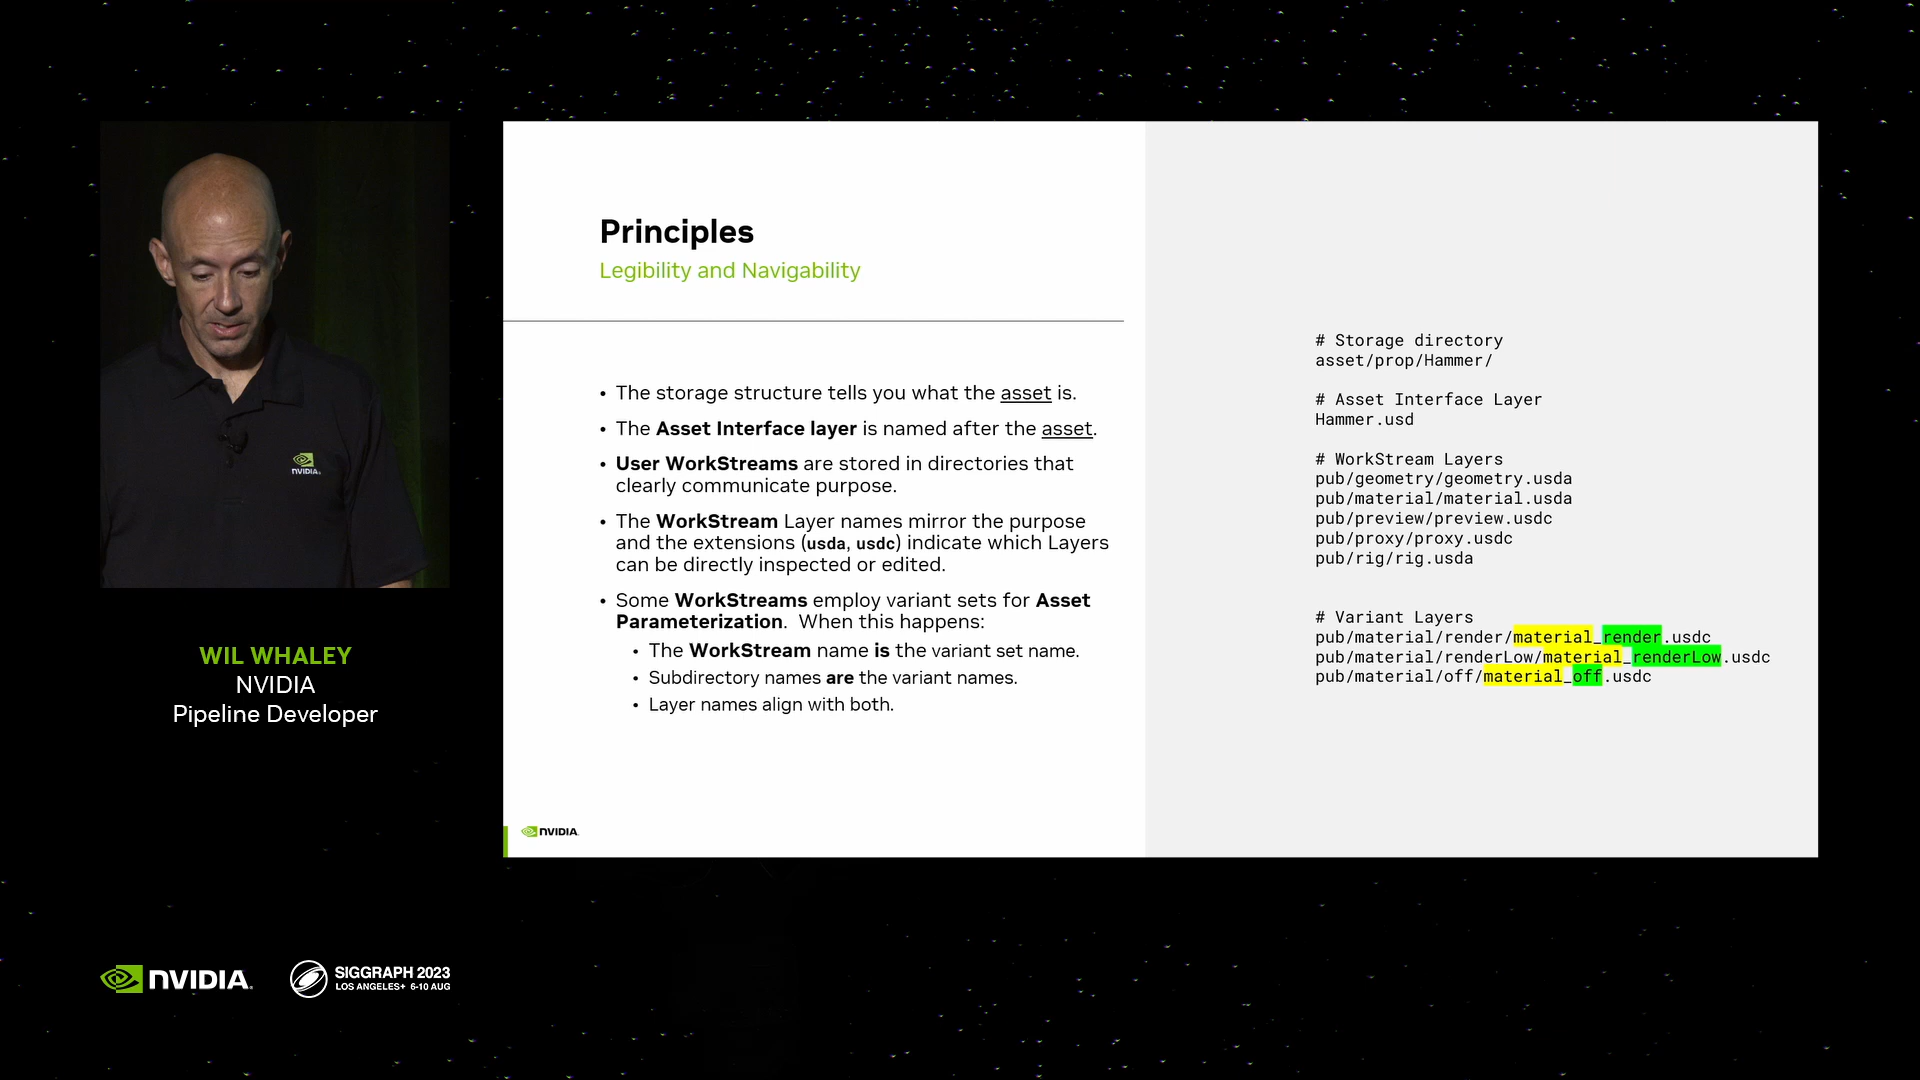 Principles
Legibility and Navigability
• The storage structure tells you what the asset is.
• The Asset Interface layer is named after the asset.
• User WorkStreams are stored in directories that
clearly communicate purpose.
• The WorkStream Layer names mirror the purpose
and the extensions (usda, usdc) indicate which Layers
can be directly inspected or edited.
• Some WorkStreams employ variant sets for Asset
Parameterization. When this happens:
• The WorkStream name is the variant set name.
• Subdirectory names are the variant names.
• Layer names align with both.
NVIDIA
# Storage directory
asset/prop/Hammer/
# Asset Interface Layer
Hammer.usd
# WorkStream Layers
pub/geometry/geometry.usda
pub/material/material.usda
pub/preview/preview.usdc
pub/proxy/proxy.usdc
pub/rig/rig.usda
# Variant Layers
pub/material/render/material_render.usdc
pub/material/renderLow/material_renderLow.usdc
pub/material/off/material_off.usdc
NVIDIA
WIL WHALEY
NVIDIA
Pipeline Developer
NVIDIA
SIGGRAPH 2023
LOS ANGELES+ 6-10 AUG